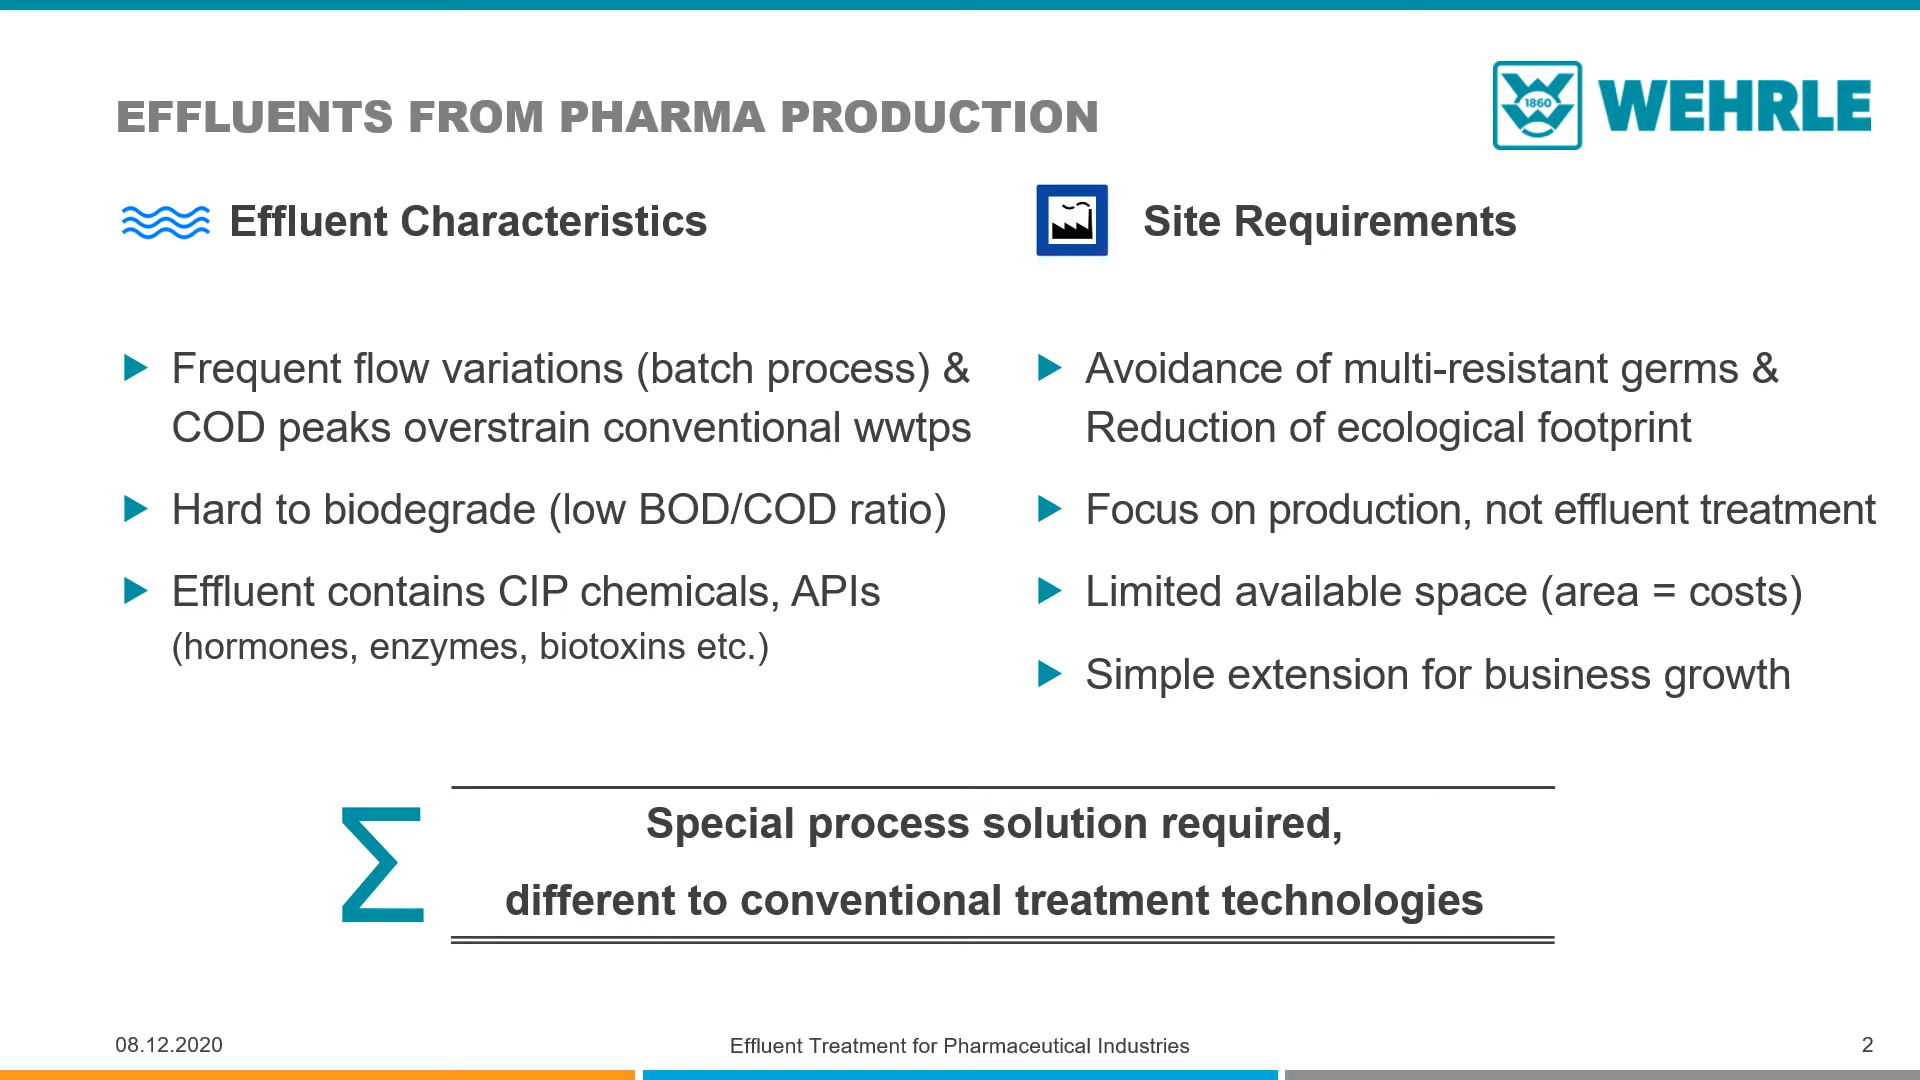 EFFLUENTS FROM PHARMA PRODUCTION
1860
WEHRLE
Effluent Characteristics
Frequent flow variations (batch process) &
COD peaks overstrain conventional wwtps
Hard to biodegrade (low BOD/COD ratio)
Effluent contains CIP chemicals, APIs
(hormones, enzymes, biotoxins etc.)
Site Requirements
Avoidance of multi-resistant germs &
Reduction of ecological footprint
Focus on production, not effluent treatment
Limited available space (area = costs)
Simple extension for business growth
Σ
Special process solution required,
different to conventional treatment technologies
08.12.2020
Effluent Treatment for Pharmaceutical Industries
2